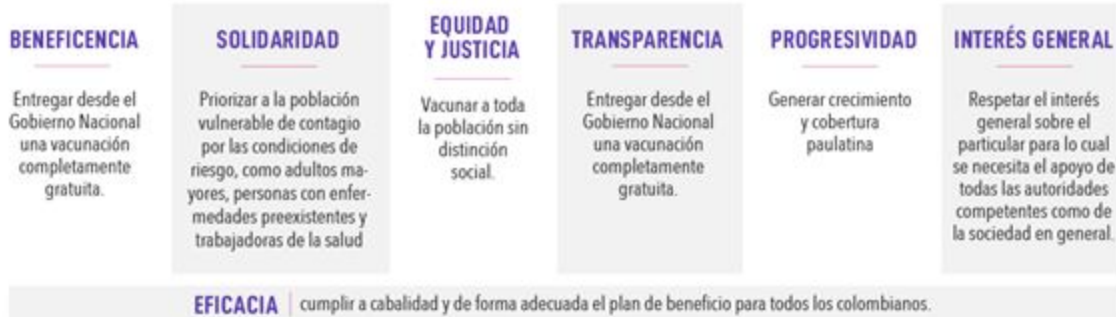 BENEFICENCIA
Entregar desde el
Gobierno Nacional
una vacunación
completamente
gratuita.
SOLIDARIDAD
Priorizar a la población
vulnerable de contagio
por las condiciones de
riesgo, como adultos ma-
yores, personas con enfer-
medades preexistentes y
trabajadoras de la salud
EQUIDAD
Y JUSTICIA
Vacunar a toda
la población sin
distinción
social.
TRANSPARENCIA
Entregar desde el
Gobierno Nacional
una vacunación
completamente
gratuita.
PROGRESIVIDAD
Generar crecimiento
y cobertura
paulatina
INTERÉS GENERAL
Respetar el interés
general sobre el
particular para lo cual
se necesita el apoyo de
todas las autoridades
competentes como de
la sociedad en general.
EFICACIA cumplir a cabalidad y de forma adecuada el plan de beneficio para todos los colombianos.